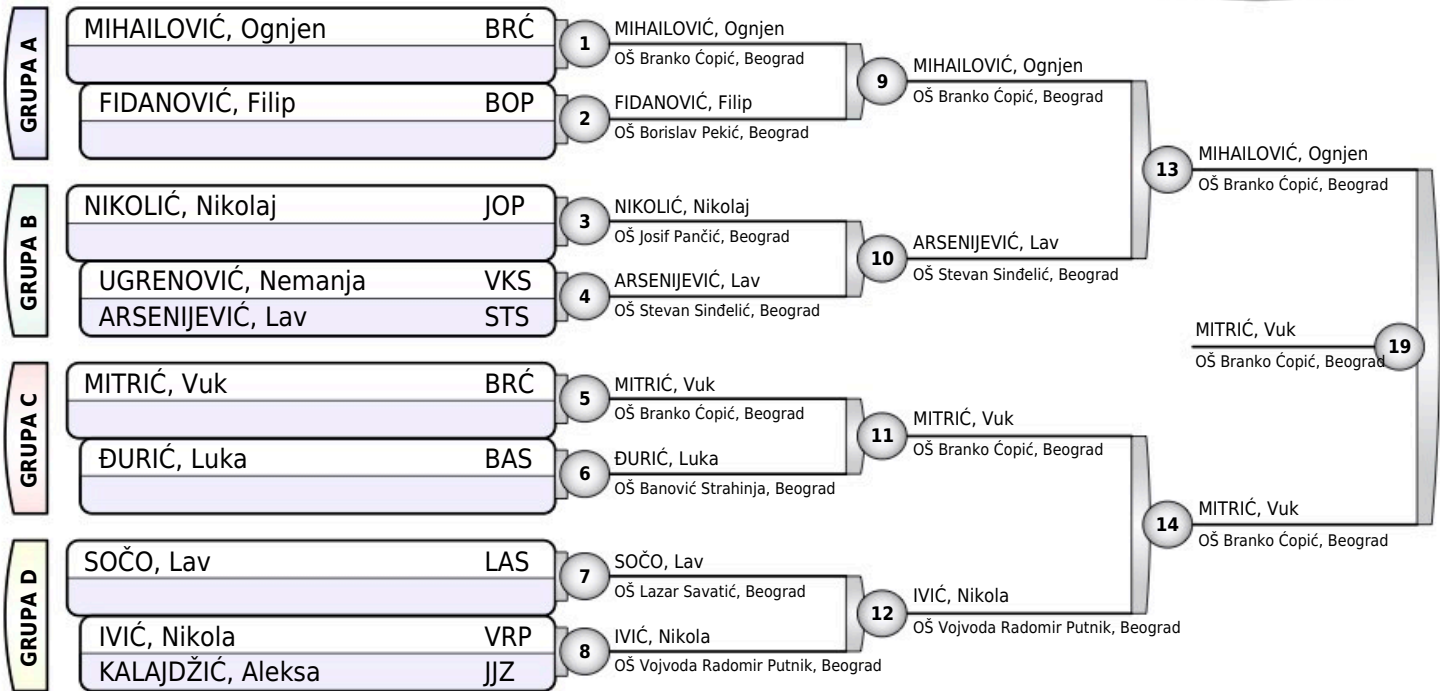 GRUPA A
MIHAILOVIĆ, Ognjen BRĆ
FIDANOVIĆ, Filip BOP
GRUPA B
NIKOLIĆ, Nikolaj JOP
UGRENOVIĆ, Nemanja VKS
ARSENIJEVIĆ, Lav STS
GRUPA C
MITRIĆ, Vuk BRĆ
ĐURIĆ, Luka BAS
GRUPA D
SOČO, Lav LAS
IVIĆ, Nikola VRP
KALAJDŽIĆ, Aleksa JJZ
1
MIHAILOVIĆ, Ognjen
OŠ Branko Ćopić, Beograd
2
FIDANOVIĆ, Filip
OŠ Borislav Pekić, Beograd
3
NIKOLIĆ, Nikolaj
OŠ Josif Pančić, Beograd
4
ARSENIJEVIĆ, Lav
OŠ Stevan Sinđelić, Beograd
5
MITRIĆ, Vuk
OŠ Branko Ćopić, Beograd
6
ĐURIĆ, Luka
OŠ Banović Strahinja, Beograd
7
SOČO, Lav
OŠ Lazar Savatić, Beograd
8
IVIĆ, Nikola
OŠ Vojvoda Radomir Putnik, Beograd
9
MIHAILOVIĆ, Ognjen
OŠ Branko Ćopić, Beograd
10
ARSENIJEVIĆ, Lav
OŠ Stevan Sinđelić, Beograd
11
MITRIĆ, Vuk
OŠ Branko Ćopić, Beograd
12
IVIĆ, Nikola
OŠ Vojvoda Radomir Putnik, Beograd
13
MIHAILOVIĆ, Ognjen
OŠ Branko Ćopić, Beograd
14
MITRIĆ, Vuk
OŠ Branko Ćopić, Beograd
MITRIĆ, Vuk
OŠ Branko Ćopić, Beograd
19